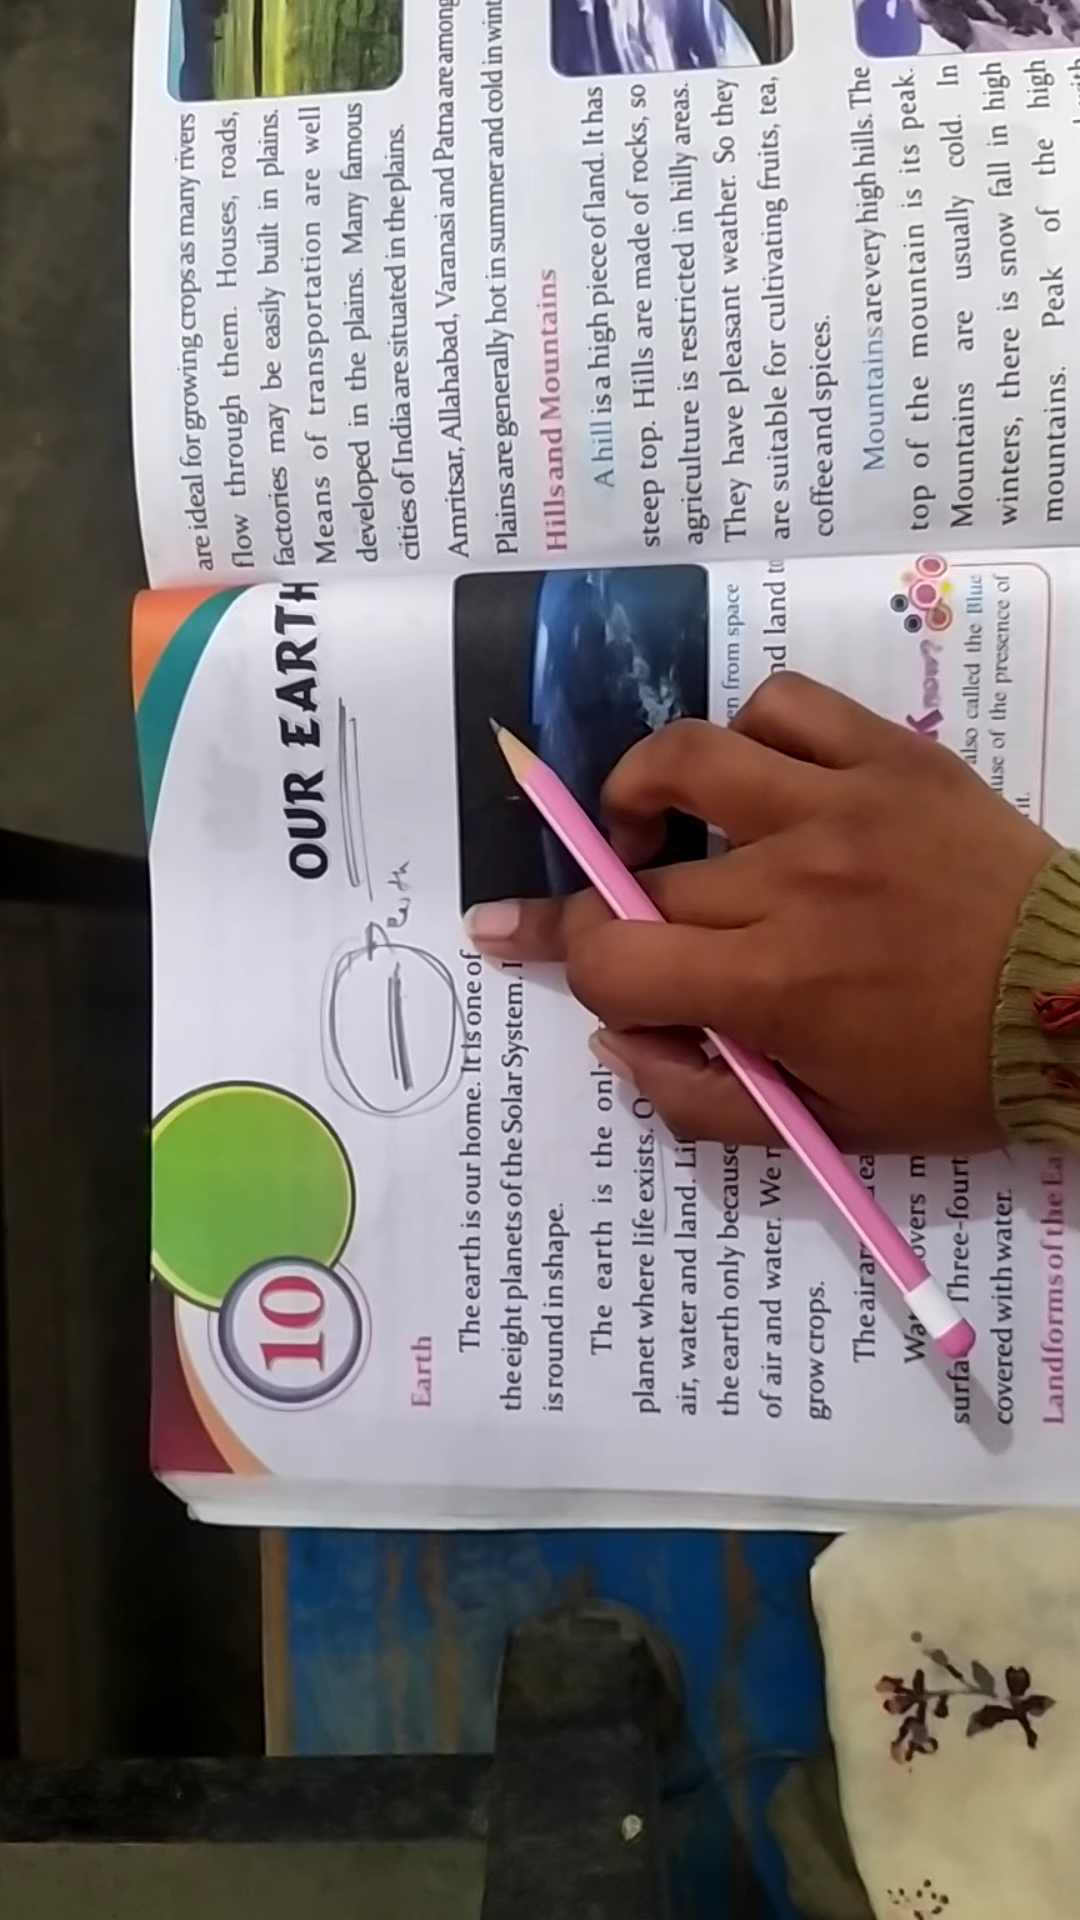 10
OUR EARTH
Earth
Earth
The earth is our home. It is one of
the eight planets of the Solar System.
is round in shape.
The earth is the only
planet where life exists.
air, water and land.
the earth only because
of air and water. We nd land to
grow crops.
en from space
The air
Know?
also called the Blue
use of the presence of
it.
covers
surfa Three-fourt
covered with water.
Landforms of the Ea
are ideal for growing crops as many rivers
flow through them. Houses, roads,
factories may be easily built in plains.
Means of transportation are well
developed in the plains. Many famous
cities of India are situated in the plains.
Amritsar, Allahabad, Varanasi and Patna are among
Plains are generally hot in summer and cold in wint
Hills and Mountains
A hill is a high piece of land. It has
steep top. Hills are made of rocks, so
agriculture is restricted in hilly areas.
They have pleasant weather. So they
are suitable for cultivating fruits, tea,
coffee and spices.
Mountains are very high hills. The
top of the mountain is its peak.
Mountains are usually cold. In
winters, there is snow fall in high
mountains. Peak of the high